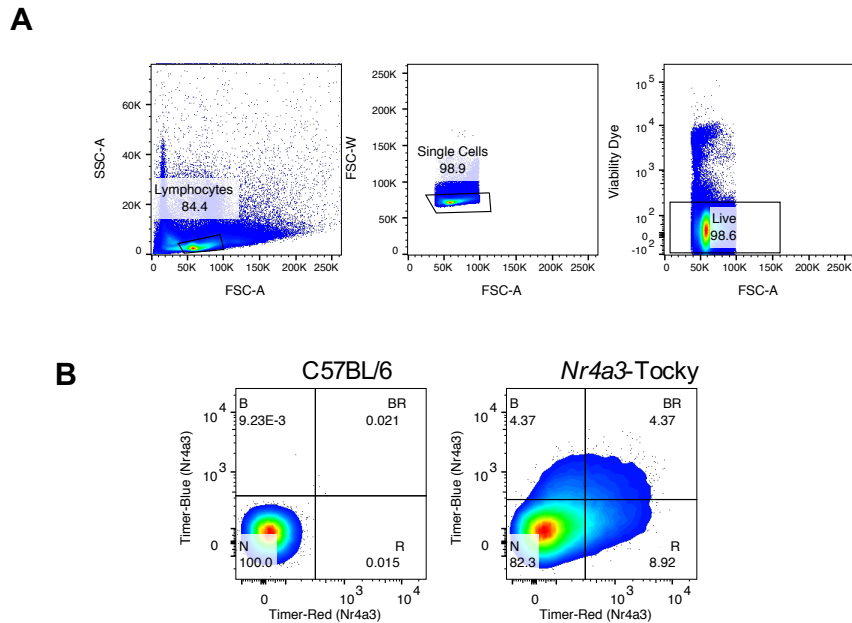 A
SSC-A
60K
40K
20K
0
Lymphocytes
84.4
0 50K 100K 150K 200K 250K
FSC-A
FSC-W
250K
200K
150K
100K
50K
0
Single Cells
98.9
0 50K 100K 150K 200K 250K
FSC-A
Viability Dye
10^5
10^4
10^3
10^2
0
-10^2
Live
98.6
0 50K 100K 150K 200K 250K
FSC-A
B
C57BL/6
Timer-Blue (Nr4a3)
10^4
10^3
0
B
9.23E-3
BR
0.021
N
100.0
R
0.015
0 10^3 10^4
Timer-Red (Nr4a3)
Nr4a3-Tocky
Timer-Blue (Nr4a3)
10^4
10^3
0
B
4.37
BR
4.37
N
82.3
R
8.92
0 10^3 10^4
Timer-Red (Nr4a3)